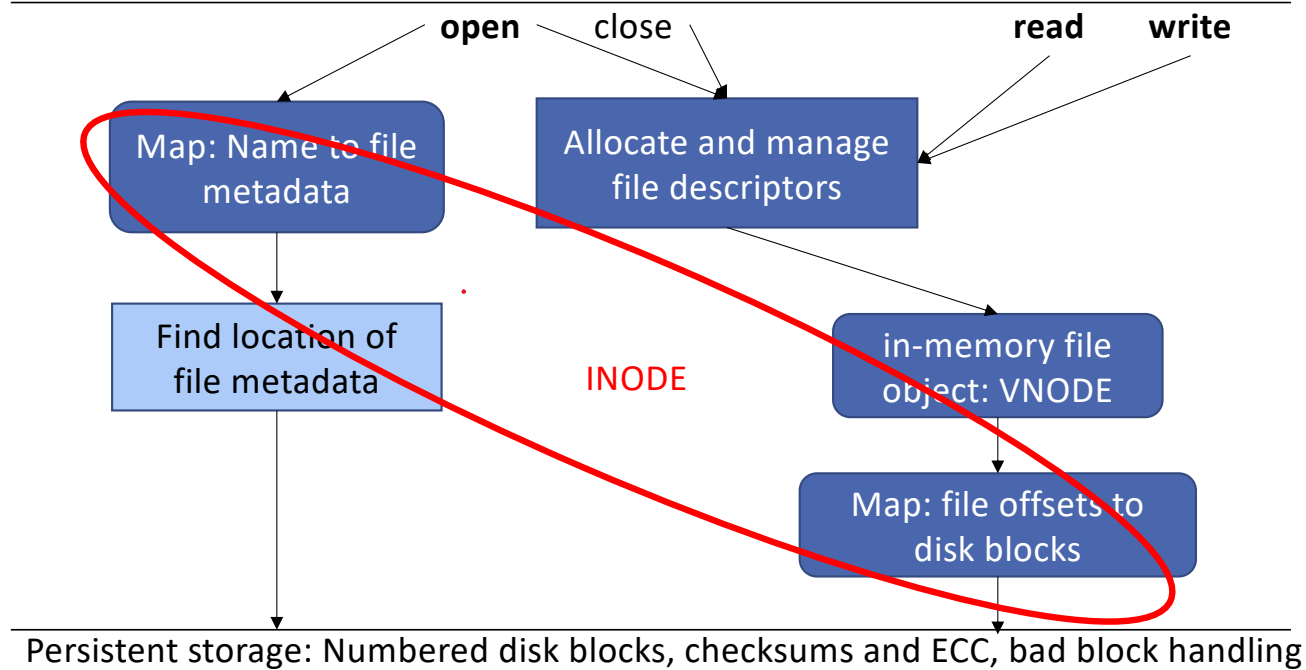 open close read write
Map: Name to file
metadata
Allocate and manage
file descriptors
Find location of
file metadata
INODE
in-memory file
object: VNODE
Map: file offsets to
disk blocks
Persistent storage: Numbered disk blocks, checksums and ECC, bad block handling